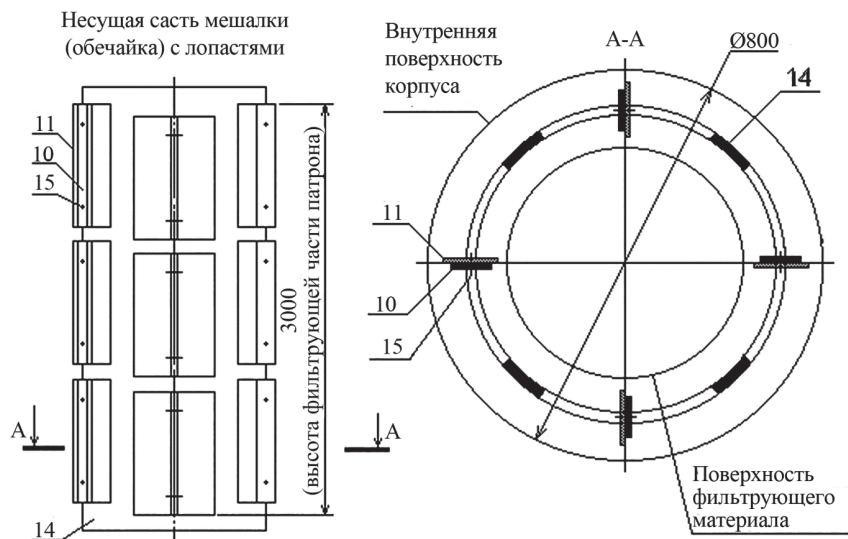 Несущая састь мешалки
(обечайка) с лопастями
11
10
15
3000
(высота фильтрующей части патрона)
А
А
14
Внутренняя
поверхность
корпуса
А-А
Ø800
14
11
10
15
Поверхность
фильтрующего
материала